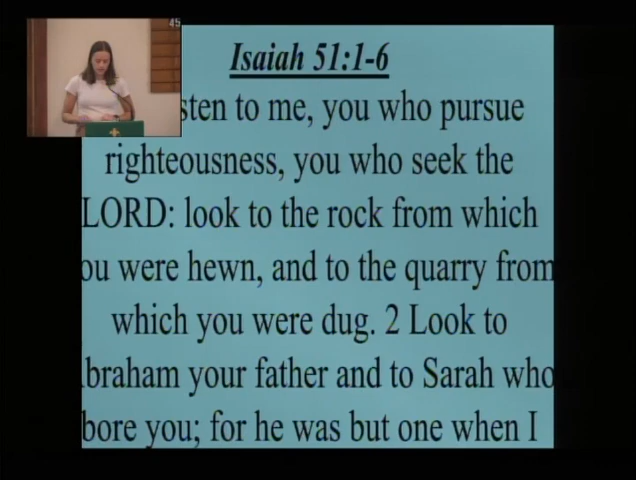 45
Isaiah 51:1-6
sten to me, you who pursue
righteousness, you who seek the
LORD: look to the rock from which
ou were hewn, and to the quarry from
which you were dug. 2 Look to
braham your father and to Sarah who
bore you; for he was but one when I